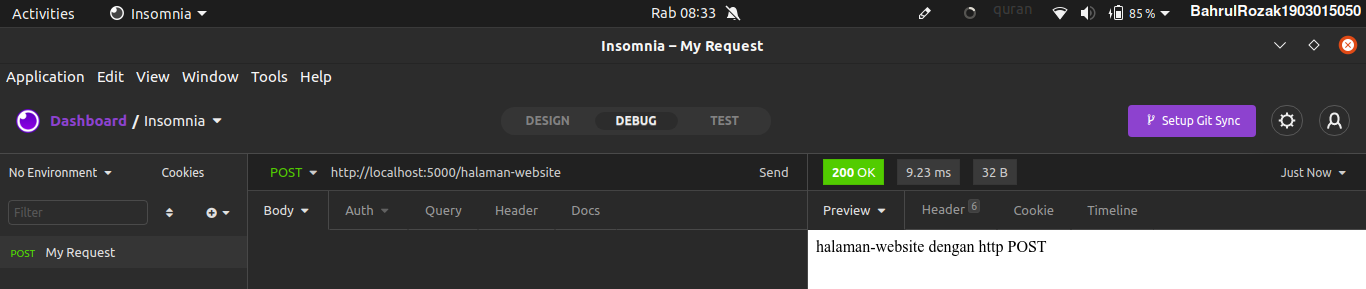 Activities Insomnia Rab 08:33 quran 85 % BahrulRozak1903015050
Insomnia – My Request
Application Edit View Window Tools Help
Dashboard / Insomnia DESIGN DEBUG TEST Setup Git Sync
No Environment Cookies POST http://localhost:5000/halaman-website Send 200 OK 9.23 ms 32 B Just Now
Filter Body Auth Query Header Docs Preview Header 6 Cookie Timeline
POST My Request halaman-website dengan http POST